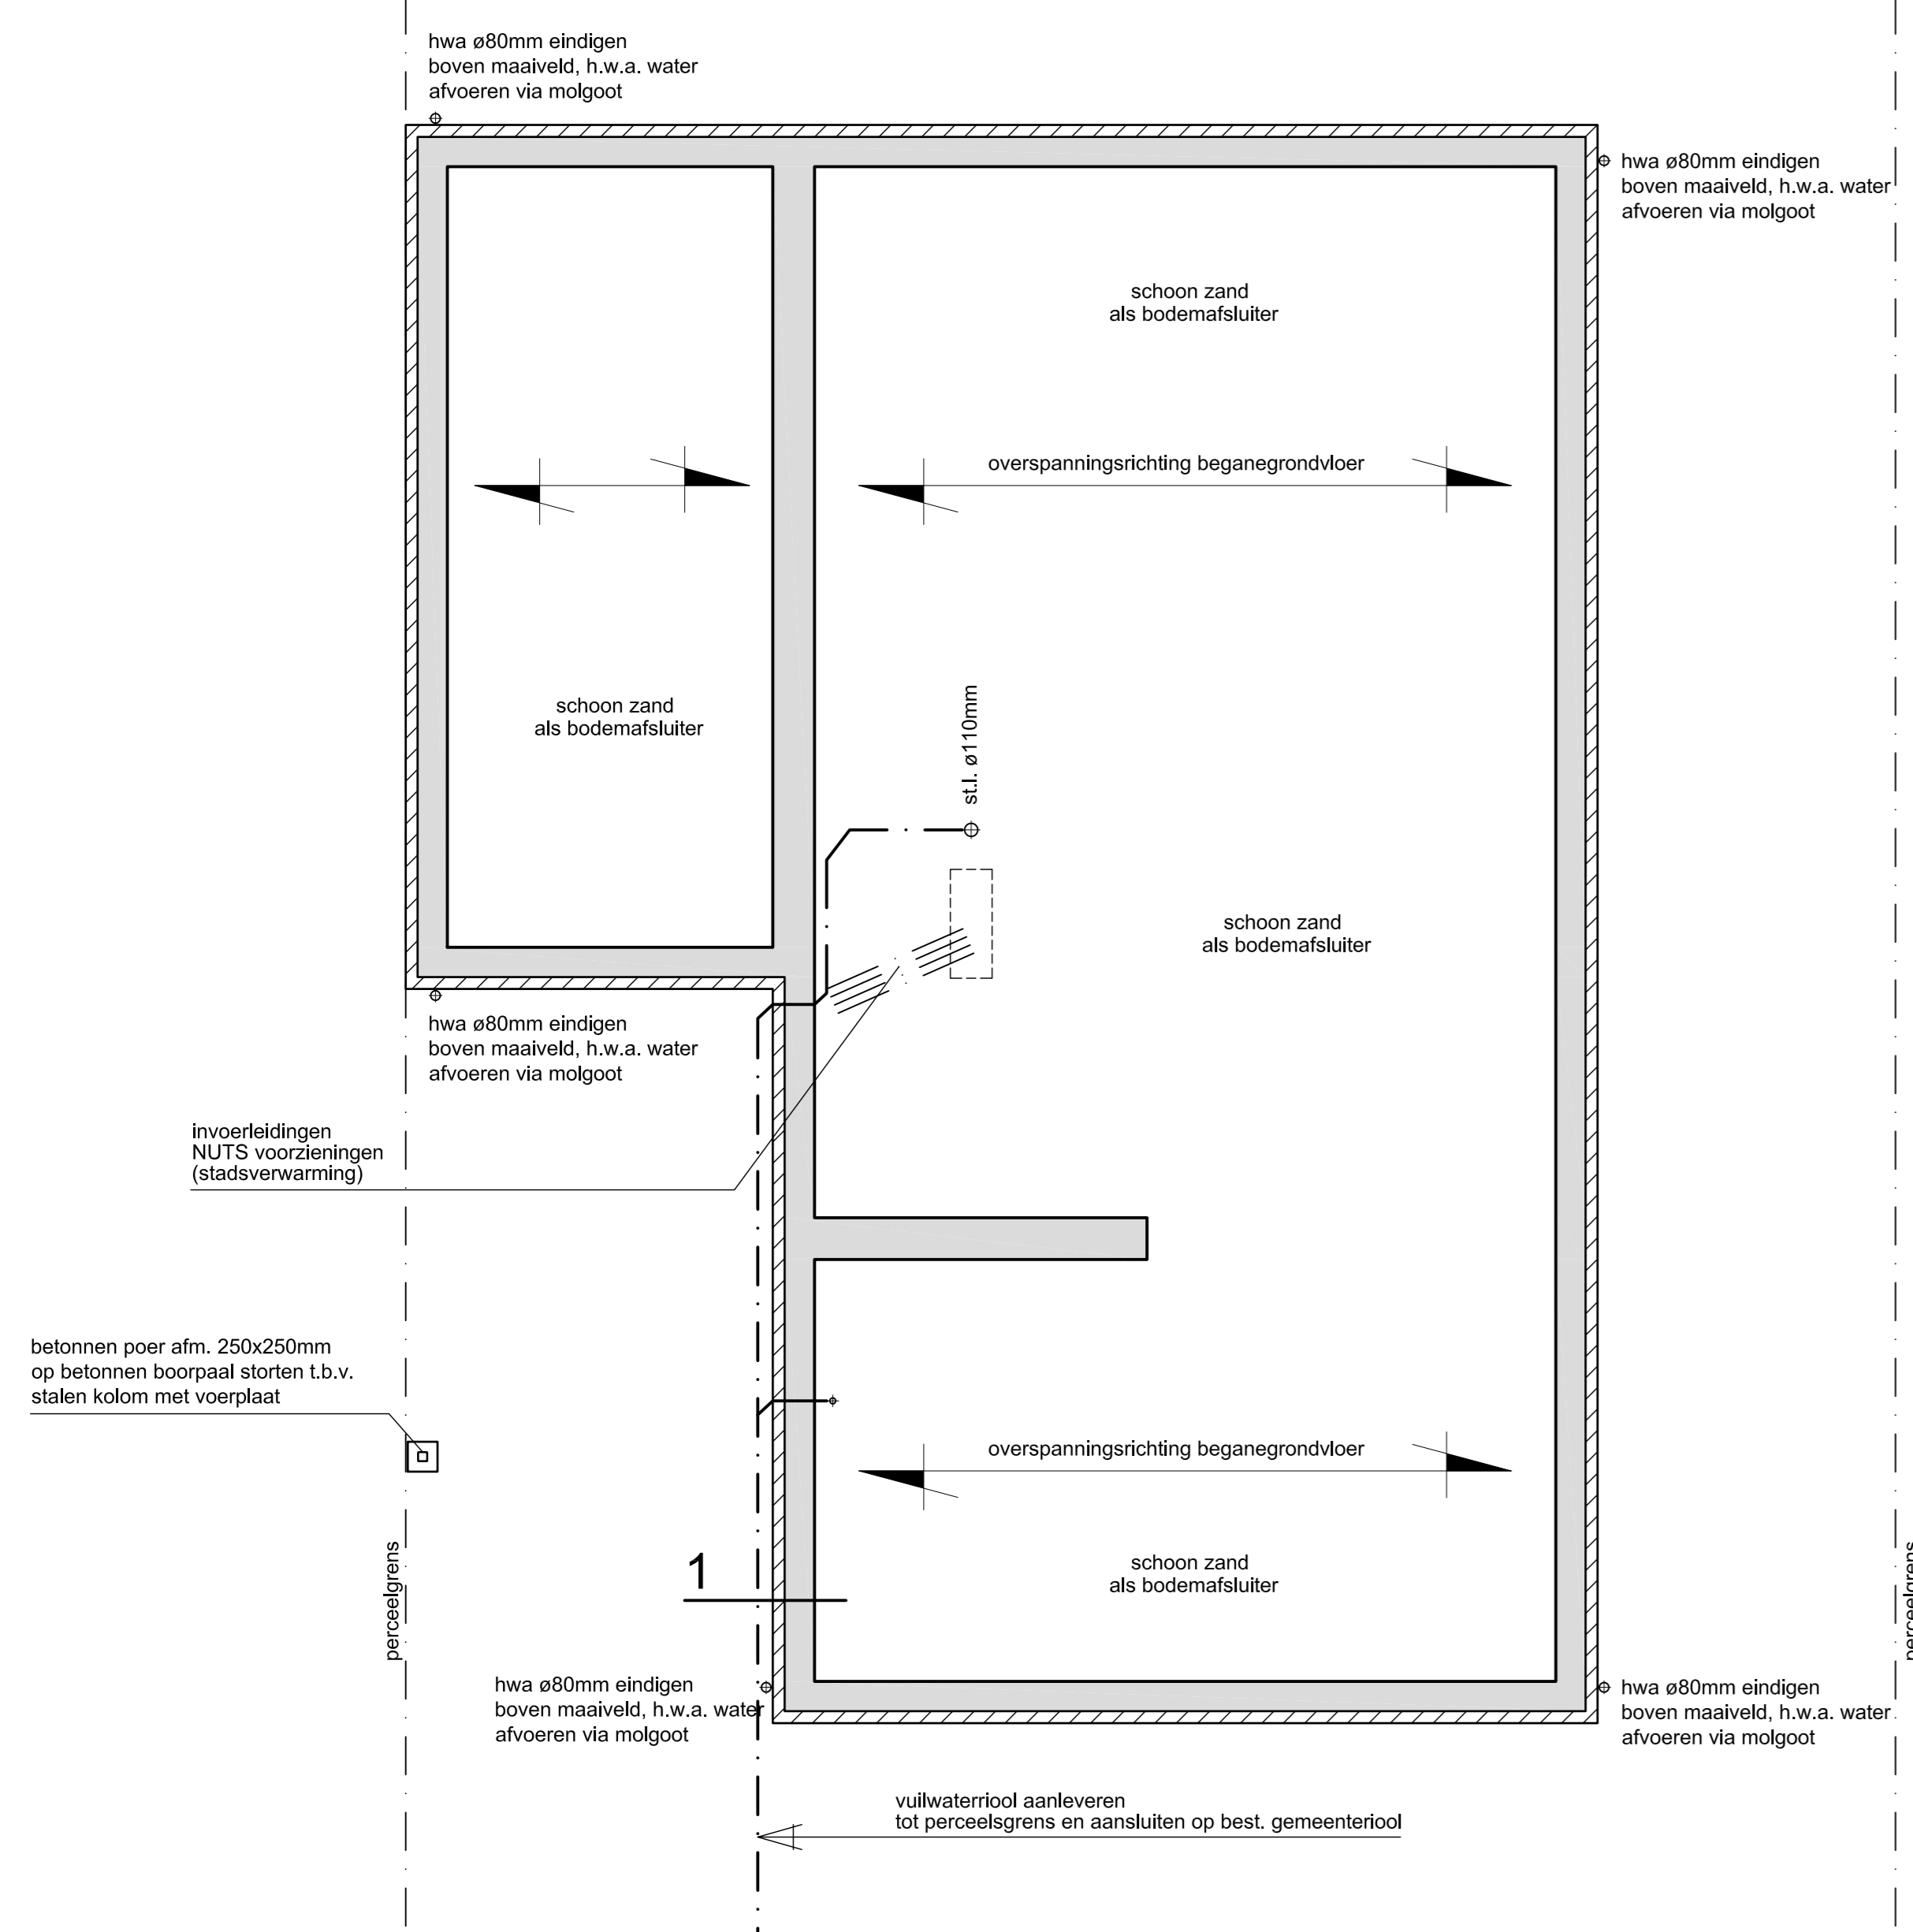 hwa ø80mm eindigen
boven maaiveld, h.w.a. water
afvoeren via molgoot
hwa ø80mm eindigen
boven maaiveld, h.w.a. water
afvoeren via molgoot
schoon zand
als bodemafsluiter
overspanningsrichting beganegrondvloer
schoon zand
als bodemafsluiter
st.l. ø110mm
schoon zand
als bodemafsluiter
hwa ø80mm eindigen
boven maaiveld, h.w.a. water
afvoeren via molgoot
invoerleidingen
NUTS voorzieningen
(stadsverwarming)
betonnen poer afm. 250x250mm
op betonnen boorpaal storten t.b.v.
stalen kolom met voerplaat
overspanningsrichting beganegrondvloer
perceelgrens
1
schoon zand
als bodemafsluiter
perceelgrens
hwa ø80mm eindigen
boven maaiveld, h.w.a. water
afvoeren via molgoot
hwa ø80mm eindigen
boven maaiveld, h.w.a. water
afvoeren via molgoot
vuilwaterriool aanleveren
tot perceelsgrens en aansluiten op best. gemeenteriool